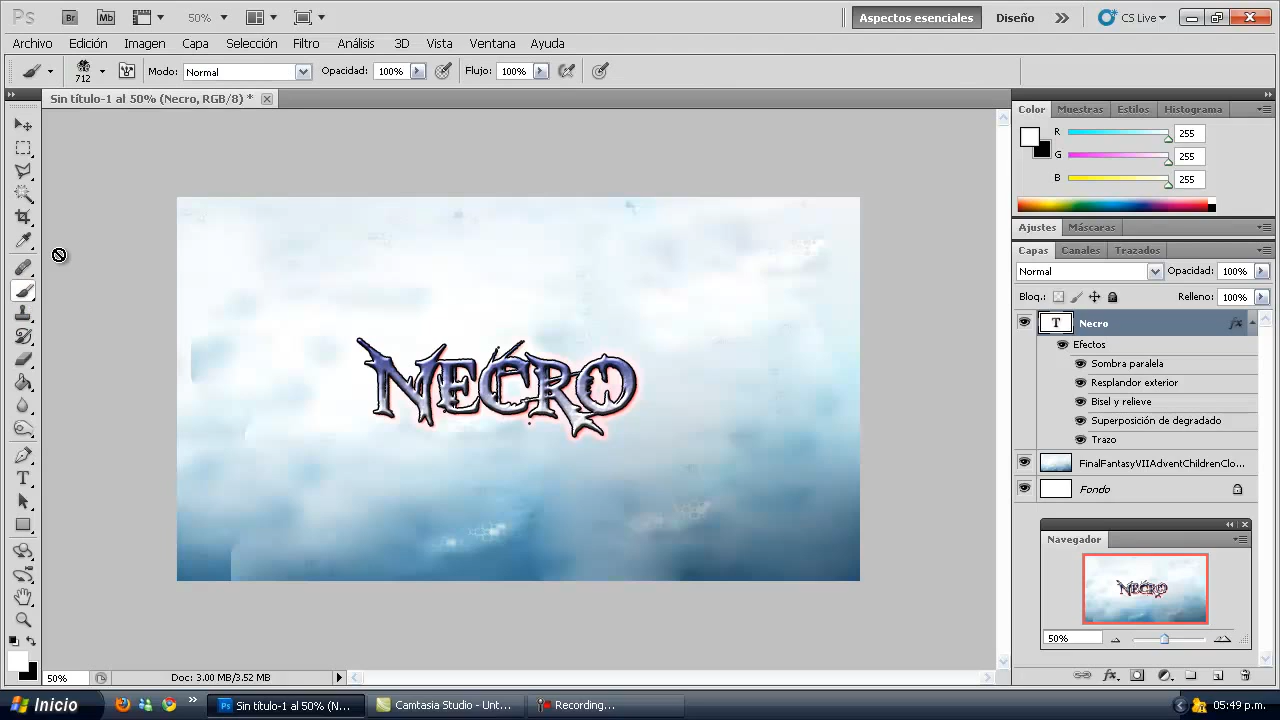 Ps Br Mb 50% Aspectos esenciales Diseño CS Live
Archivo Edición Imagen Capa Selección Filtro Análisis 3D Vista Ventana Ayuda
712 Modo: Normal Opacidad: 100% Flujo: 100%
Sin título-1 al 50% (Necro, RGB/8) *
Color Muestras Estilos Histograma
R 255
G 255
B 255
Ajustes Máscaras
Capas Canales Trazados
Normal Opacidad: 100%
Bloq.: Relleno: 100%
T Necro fx
Efectos
Sombra paralela
Resplandor exterior
Bisel y relieve
Superposición de degradado
Trazo
FinalFantasyVIIAdventChildrenClo...
Fondo
NECRO
Navegador
NECRO
50%
50% Doc: 3.00 MB/3.52 MB
fx
Inicio Ps Sin título-1 al 50% (N... Camtasia Studio - Unt... Recording... 05:49 p.m.